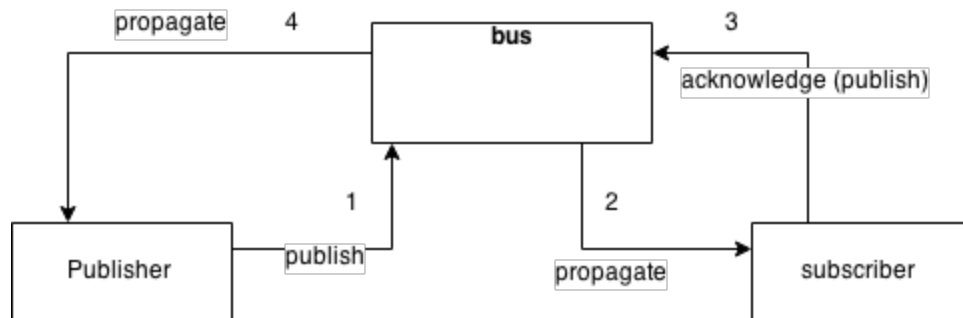 propagate
4
bus
3
acknowledge (publish)
1
2
publish
propagate
Publisher
subscriber